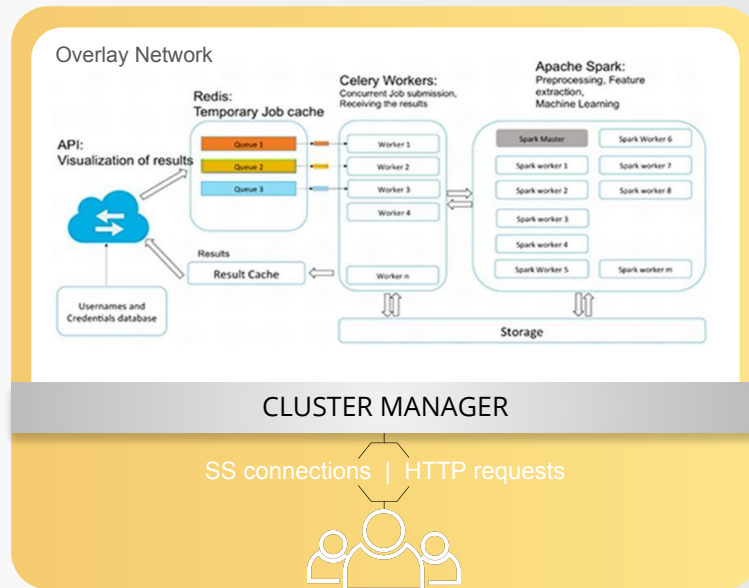 Overlay Network
Apache Spark:
Preprocessing, Feature
extraction,
Machine Learning
Celery Workers:
Concurrent Job submission,
Receiving the results
Redis:
Temporary Job cache
API:
Visualization of results
Queue 1
Queue 2
Queue 3
Worker 1
Worker 2
Worker 3
Worker 4
Worker n
Spark Master
Spark worker 1
Spark worker 2
Spark worker 3
Spark worker 4
Spark Worker 5
Spark Worker 6
Spark worker 7
Spark worker 8
Spark worker m
Results
Result Cache
Usernames and
Credentials database
Storage
CLUSTER MANAGER
SS connections | HTTP requests